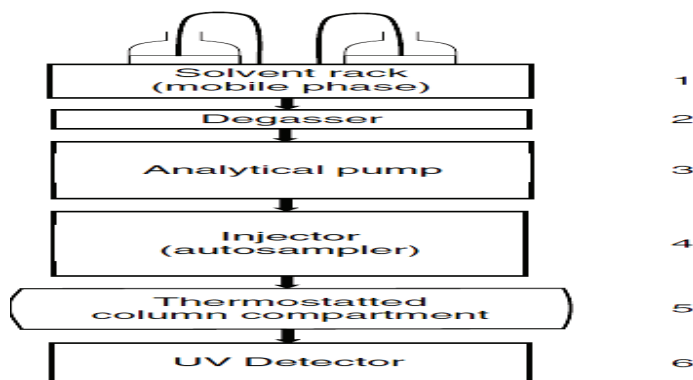 Solvent rack
(mobile phase)
1
Degasser
2
Analytical pump
3
Injector
(autosampler)
4
Thermostatted
column compartment
5
UV Detector
6